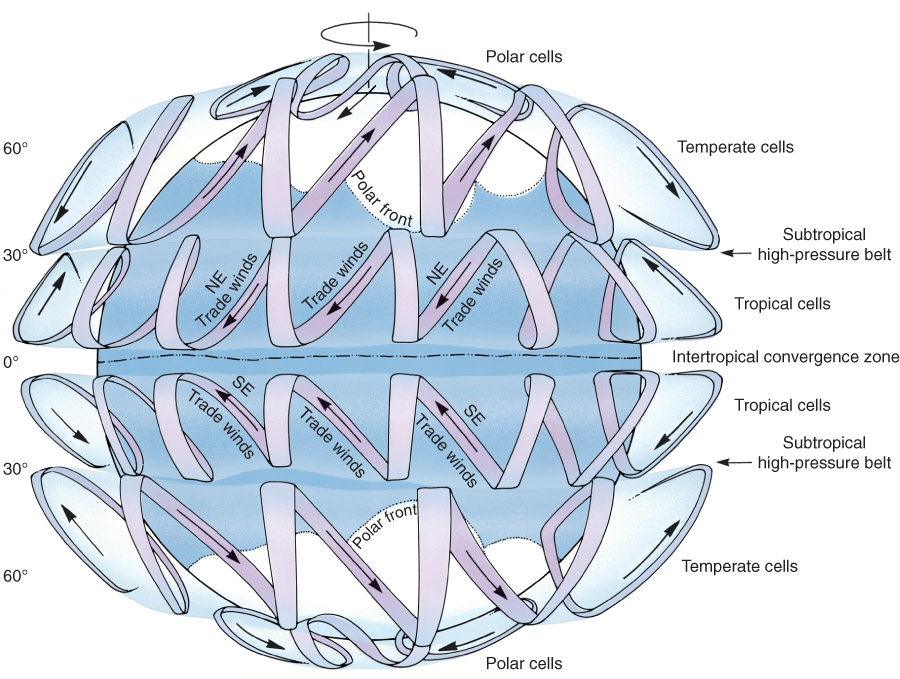 Polar cells
60°
Temperate cells
Polar front
Subtropical
high-pressure belt
30°
NE
Trade winds
Trade winds
NE
Trade winds
Tropical cells
0°
Intertropical convergence zone
SE
Trade winds
Trade winds
SE
Trade winds
Tropical cells
Subtropical
high-pressure belt
30°
Polar front
60°
Temperate cells
Polar cells